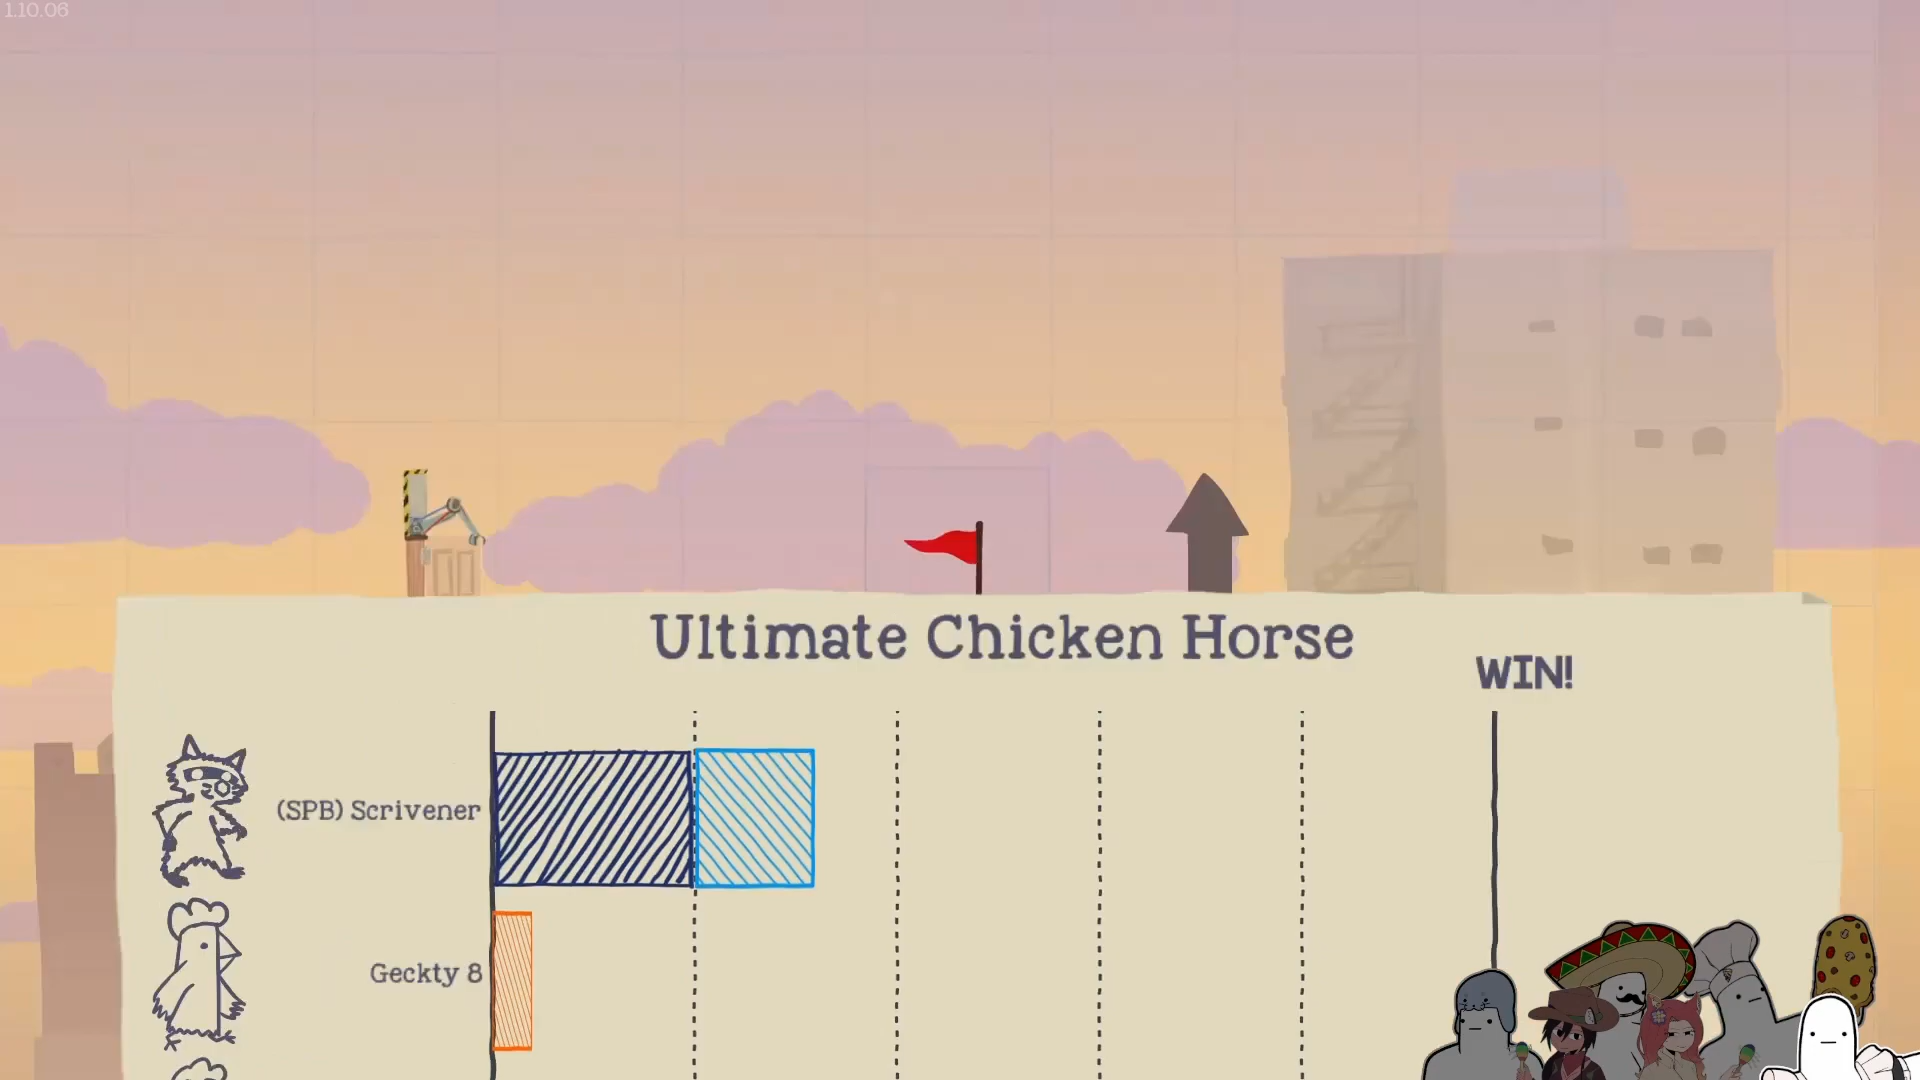 1.10.06
Ultimate Chicken Horse
WIN!
(SPB) Scrivener
Geckty 8